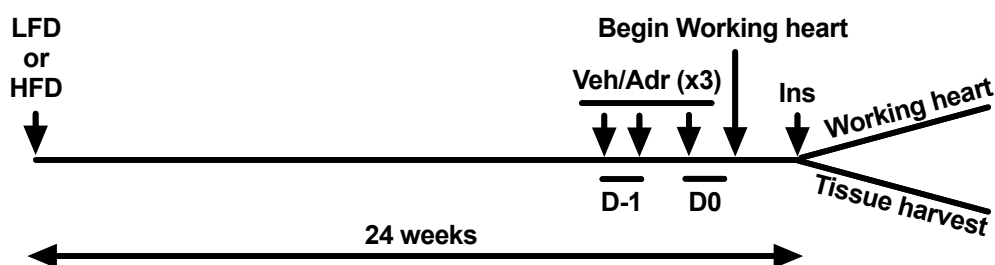 LFD
or
HFD
Begin Working heart
Veh/Adr (x3)
Ins
Working heart
D-1
D0
Tissue harvest
24 weeks